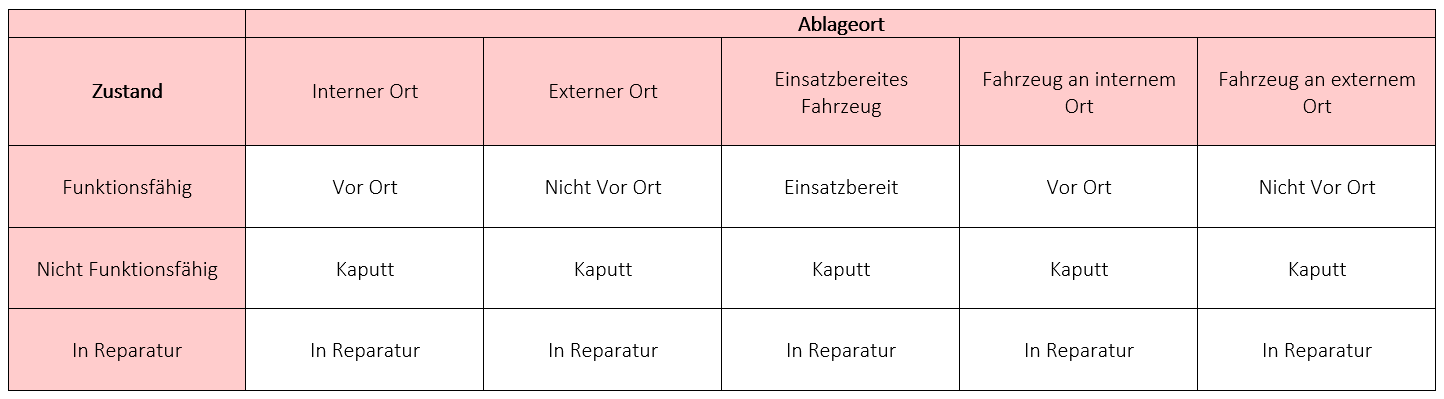 Ablageort
Zustand
Interner Ort
Externer Ort
Einsatzbereites
Fahrzeug
Fahrzeug an internem
Ort
Fahrzeug an externem
Ort
Funktionsfähig
Vor Ort
Nicht Vor Ort
Einsatzbereit
Vor Ort
Nicht Vor Ort
Nicht Funktionsfähig
Kaputt
Kaputt
Kaputt
Kaputt
Kaputt
In Reparatur
In Reparatur
In Reparatur
In Reparatur
In Reparatur
In Reparatur